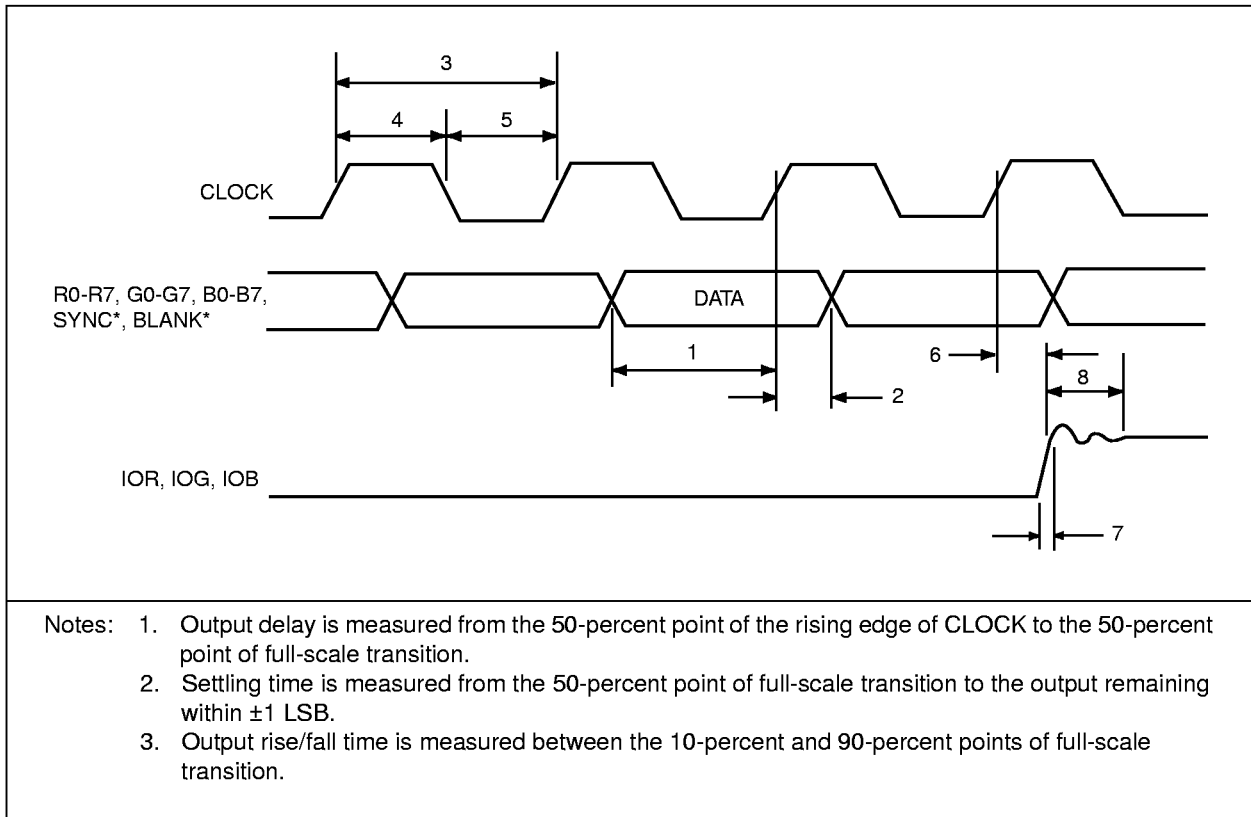 3
4 5
CLOCK
R0-R7, G0-G7, B0-B7,
SYNC*, BLANK*
DATA
1
6
8
2
IOR, IOG, IOB
7
Notes: 1. Output delay is measured from the 50-percent point of the rising edge of CLOCK to the 50-percent
point of full-scale transition.
2. Settling time is measured from the 50-percent point of full-scale transition to the output remaining
within ±1 LSB.
3. Output rise/fall time is measured between the 10-percent and 90-percent points of full-scale
transition.